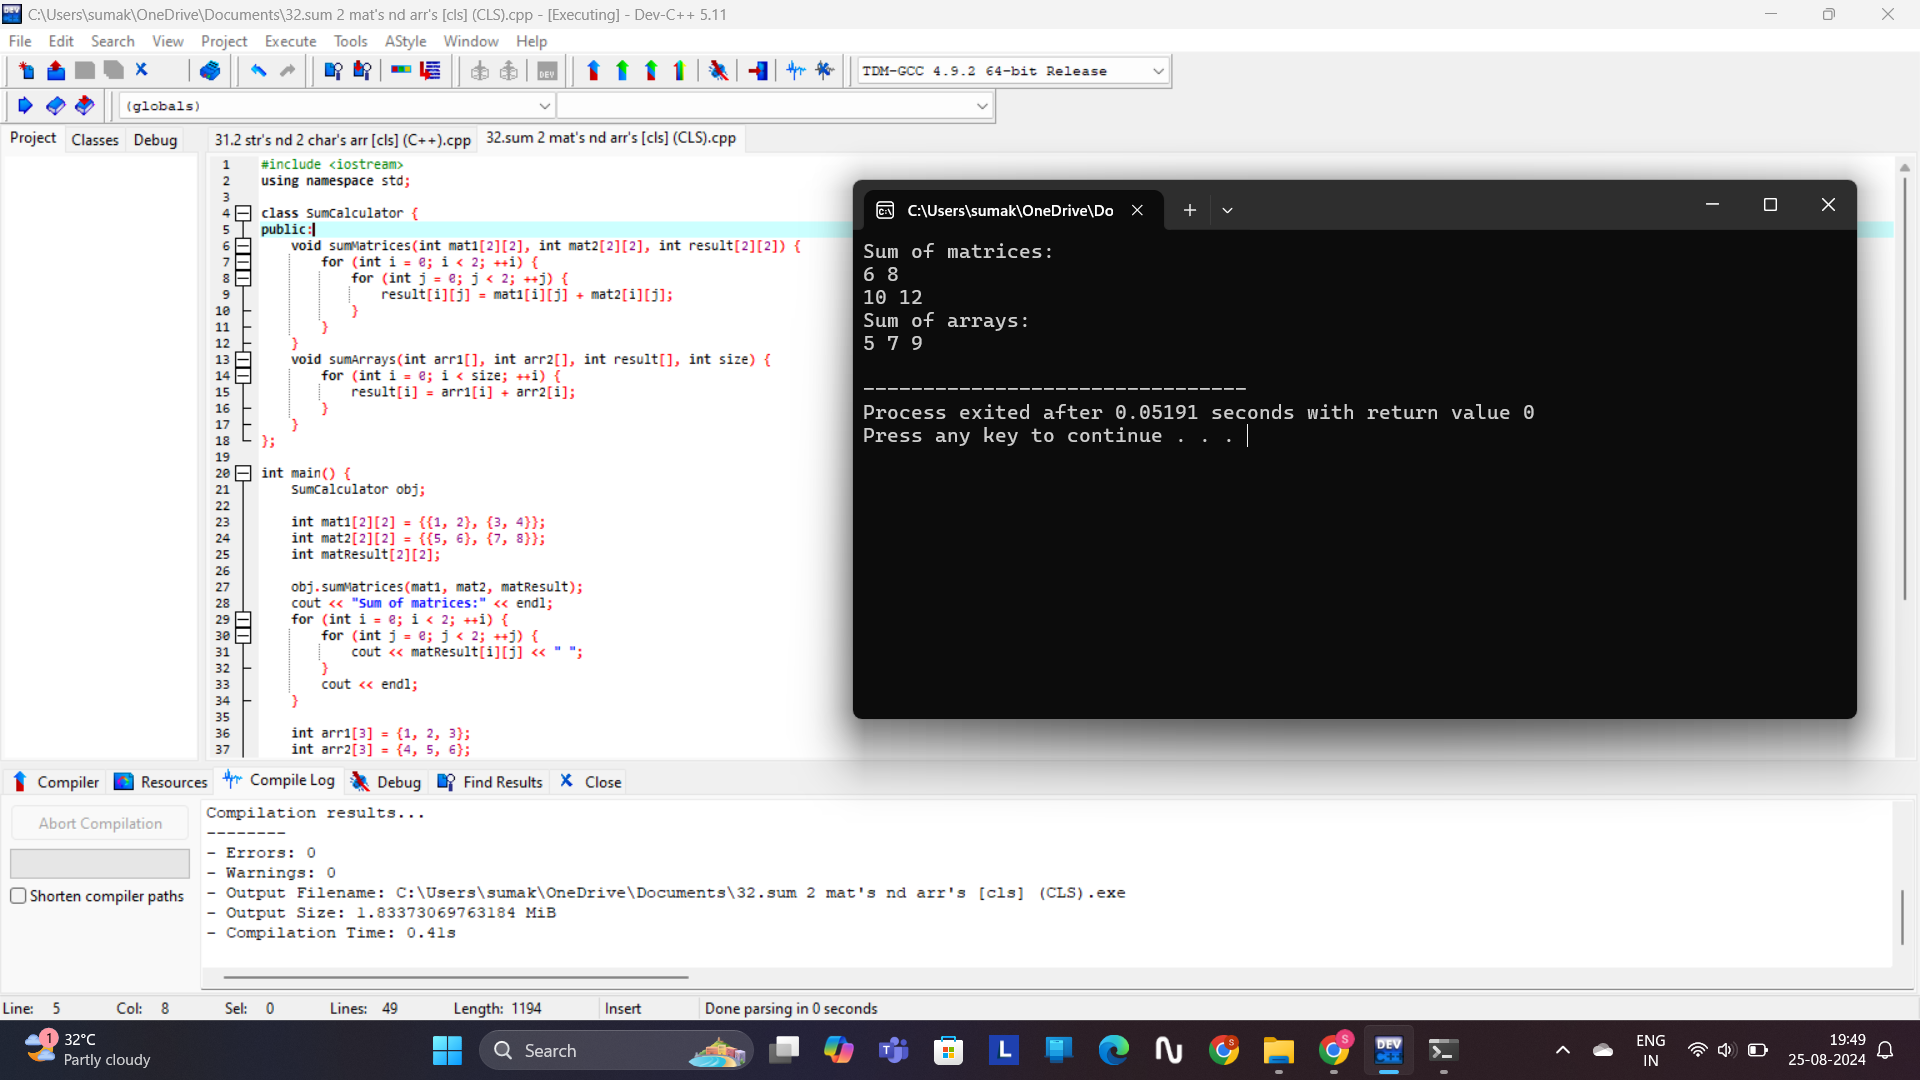 C:\Users\sumak\OneDrive\Documents\32.sum 2 mat's nd arr's [cls] (CLS).cpp - [Executing] - Dev-C++ 5.11
File Edit Search View Project Execute Tools AStyle Window Help
TDM-GCC 4.9.2 64-bit Release
(globals)
Project Classes Debug
31.2 str's nd 2 char's arr [cls] (C++).cpp 32.sum 2 mat's nd arr's [cls] (CLS).cpp
1 #include <iostream>
2 using namespace std;
3
4 class SumCalculator {
5 public:
6 void sumMatrices(int mat1[2][2], int mat2[2][2], int result[2][2]) {
7 for (int i = 0; i < 2; ++i) {
8 for (int j = 0; j < 2; ++j) {
9 result[i][j] = mat1[i][j] + mat2[i][j];
10 }
11 }
12 }
13 void sumArrays(int arr1[], int arr2[], int result[], int size) {
14 for (int i = 0; i < size; ++i) {
15 result[i] = arr1[i] + arr2[i];
16 }
17 }
18 };
19
20 int main() {
21 SumCalculator obj;
22
23 int mat1[2][2] = {{1, 2}, {3, 4}};
24 int mat2[2][2] = {{5, 6}, {7, 8}};
25 int matResult[2][2];
26
27 obj.sumMatrices(mat1, mat2, matResult);
28 cout << "Sum of matrices:" << endl;
29 for (int i = 0; i < 2; ++i) {
30 for (int j = 0; j < 2; ++j) {
31 cout << matResult[i][j] << " ";
32 }
33 cout << endl;
34 }
35
36 int arr1[3] = {1, 2, 3};
37 int arr2[3] = {4, 5, 6};
C:\Users\sumak\OneDrive\Do
Sum of matrices:
6 8
10 12
Sum of arrays:
5 7 9
--------------------------------
Process exited after 0.05191 seconds with return value 0
Press any key to continue . . .
Compiler Resources Compile Log Debug Find Results Close
Abort Compilation
Shorten compiler paths
Compilation results...
--------
- Errors: 0
- Warnings: 0
- Output Filename: C:\Users\sumak\OneDrive\Documents\32.sum 2 mat's nd arr's [cls] (CLS).exe
- Output Size: 1.83373069763184 MiB
- Compilation Time: 0.41s
Line: 5 Col: 8 Sel: 0 Lines: 49 Length: 1194 Insert Done parsing in 0 seconds
1
32°C
Partly cloudy
Search
ENG
IN
19:49
25-08-2024